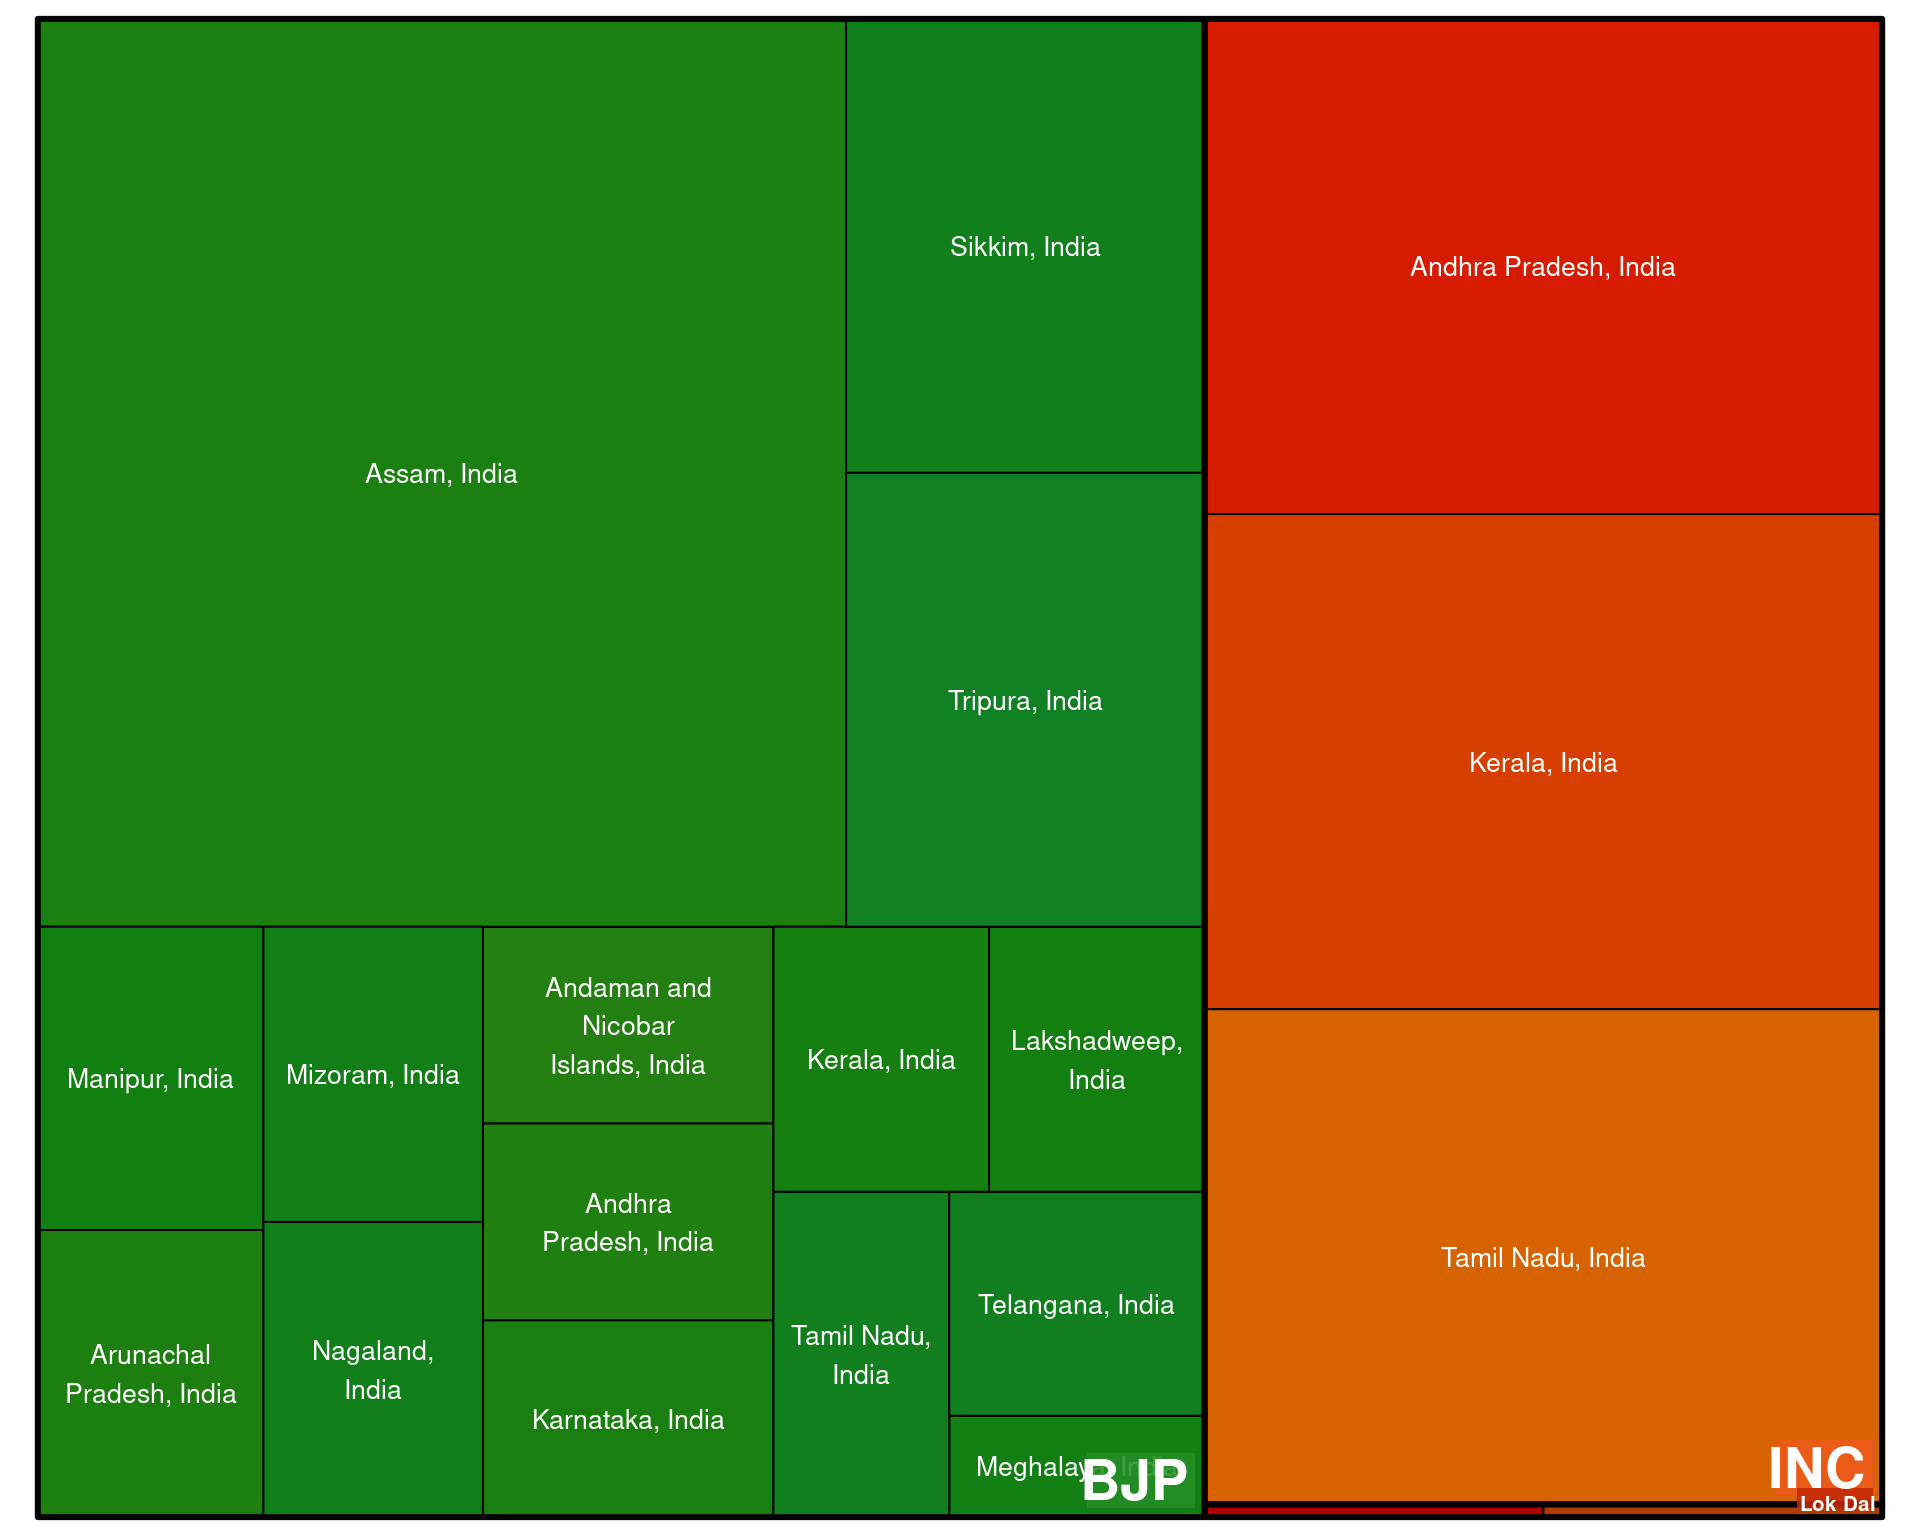 Assam, India
Sikkim, India
Tripura, India
Manipur, India
Arunachal
Pradesh, India
Mizoram, India
Nagaland,
India
Andaman and
Nicobar
Islands, India
Andhra
Pradesh, India
Karnataka, India
Kerala, India
Lakshadweep,
India
Tamil Nadu,
India
Telangana, India
Meghalaya, India
BJP
Andhra Pradesh, India
Kerala, India
Tamil Nadu, India
INC
Lok Dal